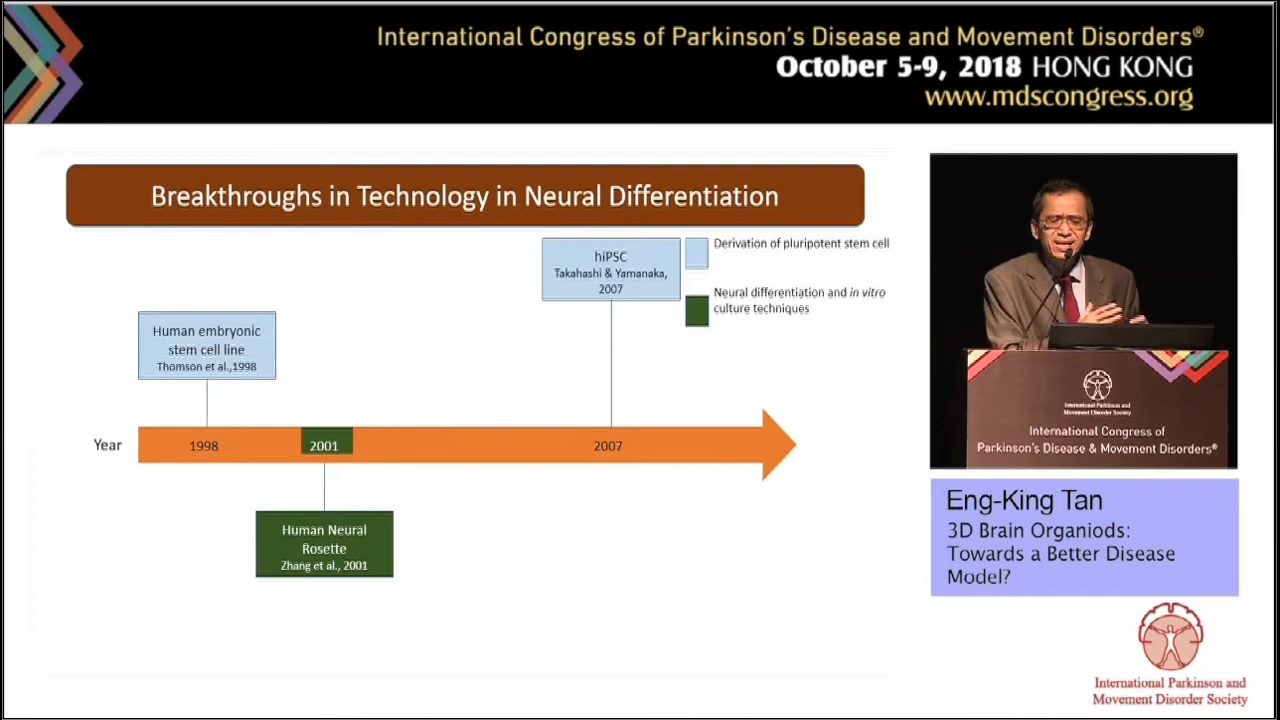 International Congress of Parkinson's Disease and Movement Disorders®
October 5-9, 2018 HONG KONG
www.mdscongress.org
Breakthroughs in Technology in Neural Differentiation
hiPSC
Takahashi & Yamanaka,
2007
Derivation of pluripotent stem cell
Neural differentiation and in vitro
culture techniques
Human embryonic
stem cell line
Thomson et al.,1998
Year
1998
2001
2007
Human Neural
Rosette
Zhang et al., 2001
International Parkinson and
Movement Disorder Society
International Congress of
Parkinson's Disease & Movement Disorders®
Eng-King Tan
3D Brain Organiods:
Towards a Better Disease
Model?
International Parkinson and
Movement Disorder Society